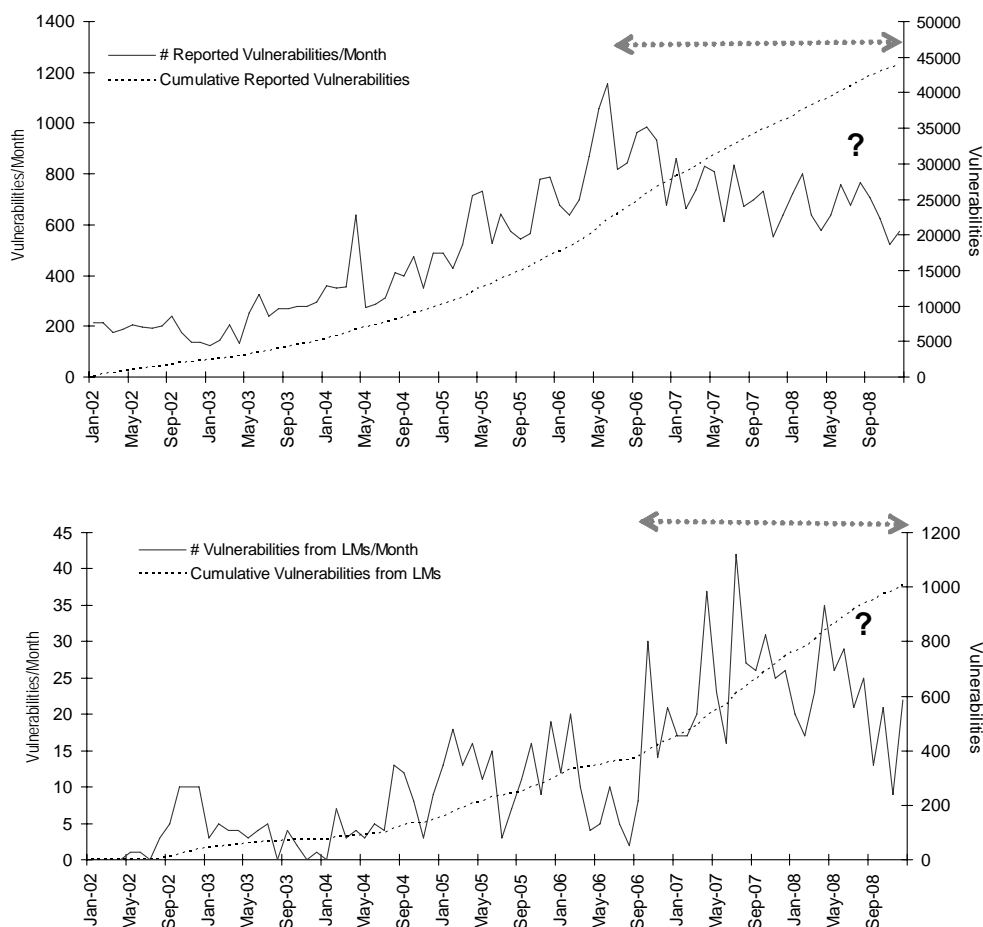 1400
1200
1000
800
600
400
200
0
Vulnerabilities/Month
# Reported Vulnerabilities/Month
Cumulative Reported Vulnerabilities
?
50000
45000
40000
35000
30000
25000
20000
15000
10000
5000
0
Vulnerabilities
Jan-02
May-02
Sep-02
Jan-03
May-03
Sep-03
Jan-04
May-04
Sep-04
Jan-05
May-05
Sep-05
Jan-06
May-06
Sep-06
Jan-07
May-07
Sep-07
Jan-08
May-08
Sep-08
45
40
35
30
25
20
15
10
5
0
Vulnerabilities/Month
# Vulnerabilities from LMs/Month
Cumulative Vulnerabilities from LMs
?
1200
1000
800
600
400
200
0
Vulnerabilities
Jan-02
May-02
Sep-02
Jan-03
May-03
Sep-03
Jan-04
May-04
Sep-04
Jan-05
May-05
Sep-05
Jan-06
May-06
Sep-06
Jan-07
May-07
Sep-07
Jan-08
May-08
Sep-08